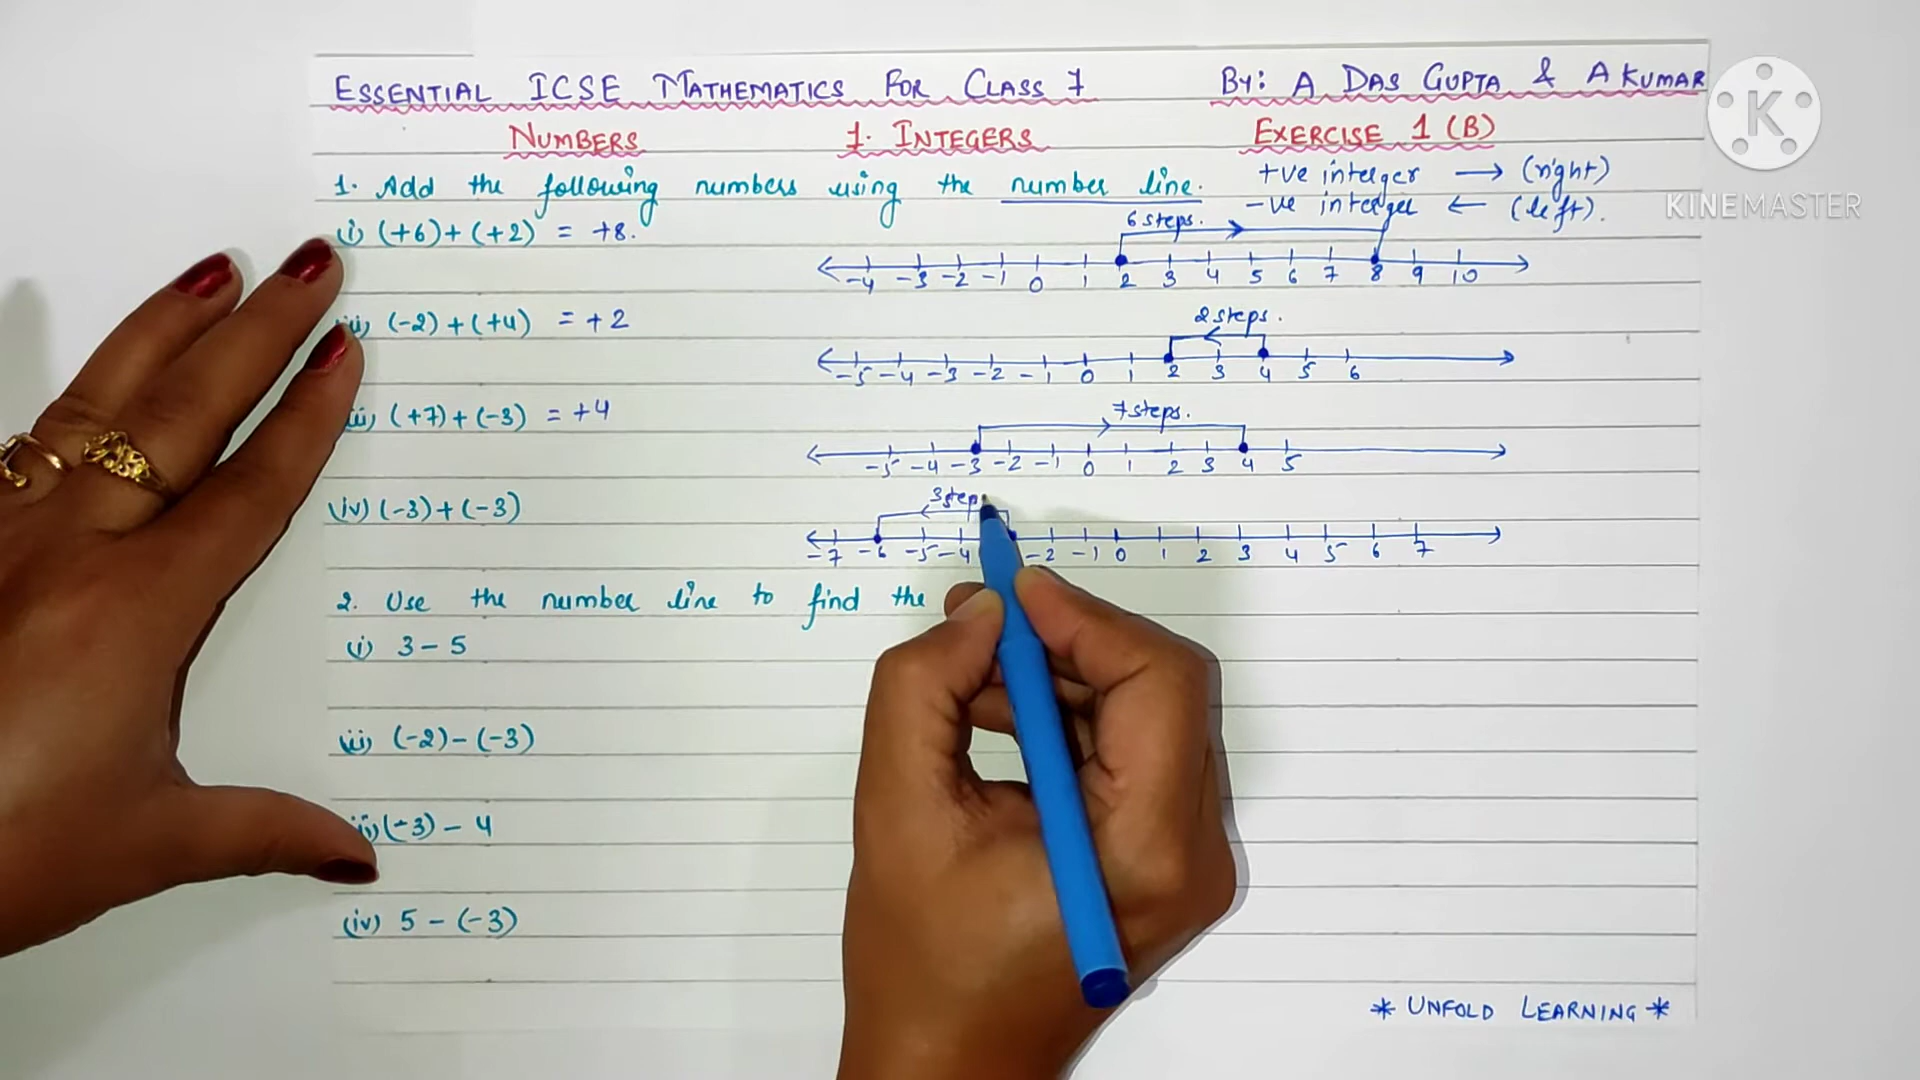 ESSENTIAL ICSE MATHEMATICS FOR CLASS 7 BY: A DAS GUPTA & A KUMAR
NUMBERS 1. INTEGERS EXERCISE 1 (B)
1. Add the following numbers using the number line. +ve interger → (right)
-ve interger ← (left).
(i) (+6)+(+2) = +8.
6 steps.
-4 -3 -2 -1 0 1 2 3 4 5 6 7 8 9 10
(-2)+(+4) = +2
2 steps.
-5 -4 -3 -2 -1 0 1 2 3 4 5 6
(+7)+(-3) = +4
7 steps.
-5 -4 -3 -2 -1 0 1 2 3 4 5
(iv) (-3)+(-3)
3 step
-7 -6 -5 -4 -2 -1 0 1 2 3 4 5 6 7
2. Use the number line to find the
(i) 3-5
(ii) (-2)-(-3)
(-3)-4
(iv) 5-(-3)
* UNFOLD LEARNING *
K
KINEMASTER